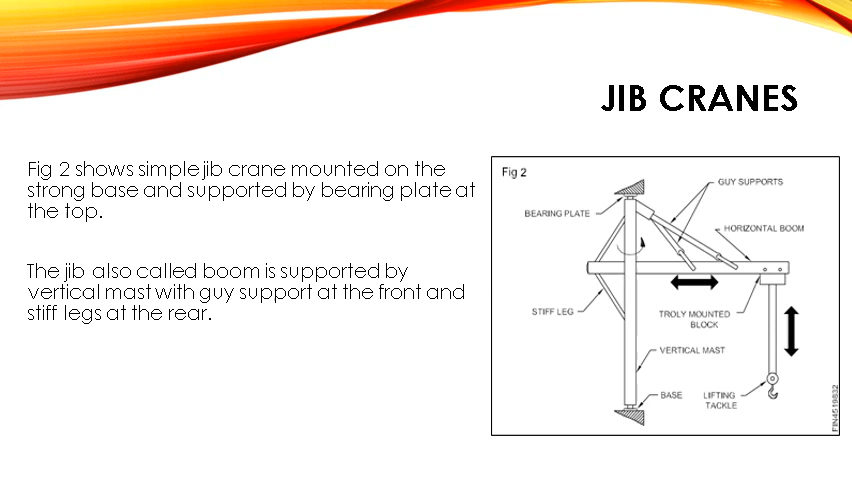 JIB CRANES
Fig 2 shows simple jib crane mounted on the
strong base and supported by bearing plate at
the top.
The jib also called boom is supported by
vertical mast with guy support at the front and
stiff legs at the rear.
Fig 2
GUY SUPPORTS
BEARING PLATE
HORIZONTAL BOOM
STIFF LEG
TROLY MOUNTED
BLOCK
VERTICAL MAST
BASE
LIFTING
TACKLE
FIN4519832